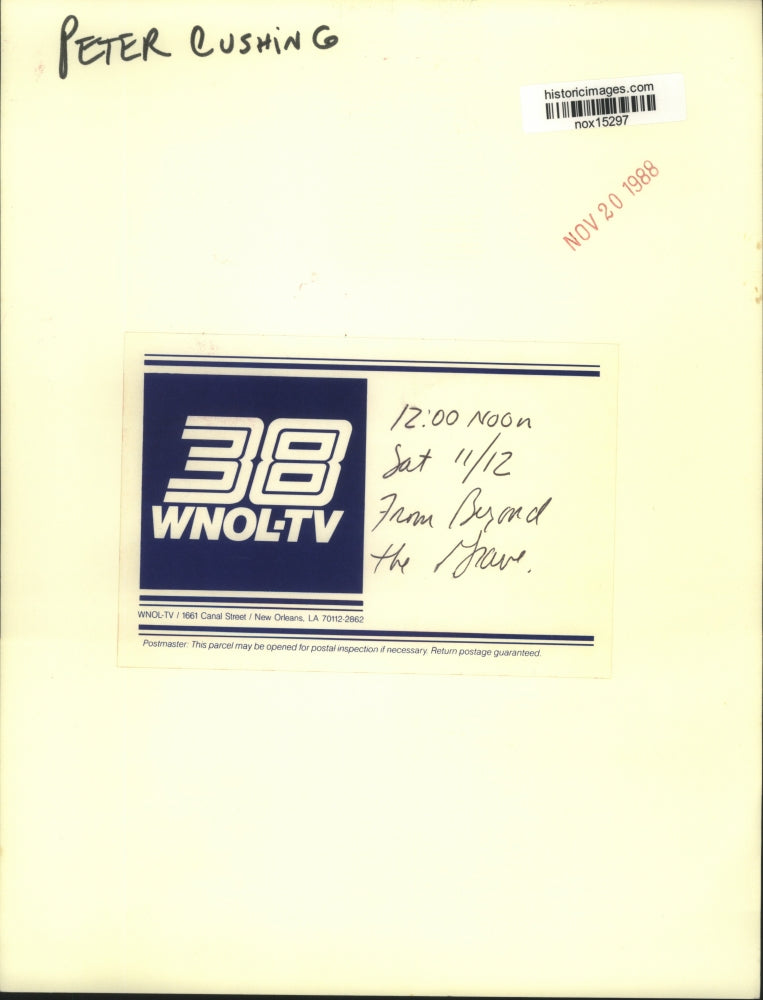 PETER CUSHING
historicimages.com
nox15297
NOV 20 1988
38
WNOL-TV
12:00 Noon
Sat 11/12
From Beyond
the Grave.
WNOL-TV / 1661 Canal Street / New Orleans, LA 70112-2862
Postmaster: This parcel may be opened for postal inspection if necessary. Return postage guaranteed.